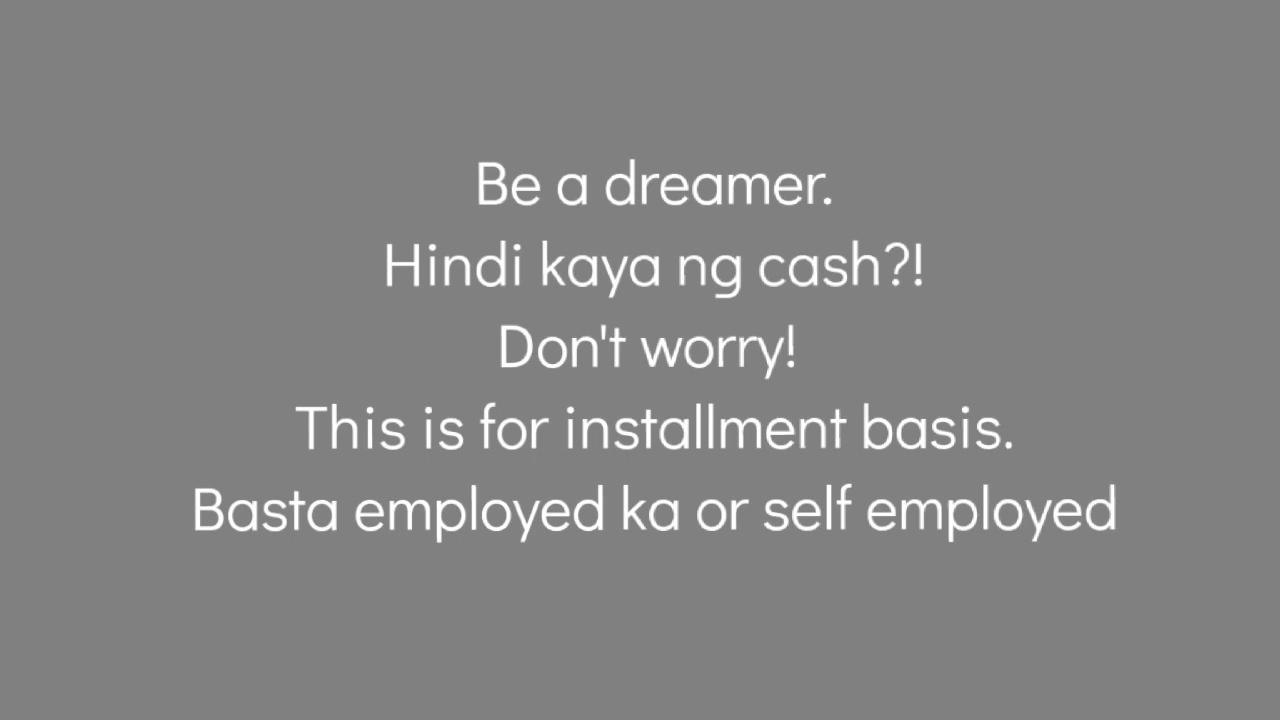 Be a dreamer.
Hindi kaya ng cash?!
Don't worry!
This is for installment basis.
Basta employed ka or self employed